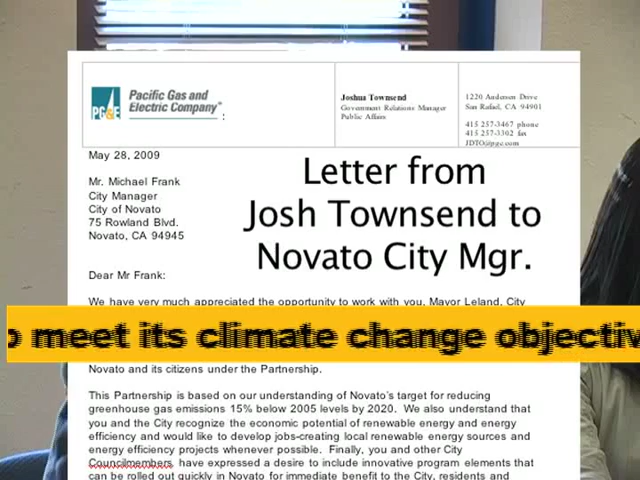 Pacific Gas and
Electric Company
PG&E
Joshua Townsend
Government Relations Manager
Public Affairs
1220 Andersen Drive
San Rafael, CA 94901
415 257-3467 phone
415 257-3302 fax
JDTO@pge.com
May 28, 2009
Letter from
Josh Townsend to
Novato City Mgr.
Mr. Michael Frank
City Manager
City of Novato
75 Rowland Blvd.
Novato, CA 94945
Dear Mr Frank:
We have very much appreciated the opportunity to work with you, Mayor Leland, City
meet its climate change objectiv
Novato and its citizens under the Partnership.
This Partnership is based on our understanding of Novato's target for reducing
greenhouse gas emissions 15% below 2005 levels by 2020. We also understand that
you and the City recognize the economic potential of renewable energy and energy
efficiency and would like to develop jobs-creating local renewable energy sources and
energy efficiency projects whenever possible. Finally, you and other City
Councilmembers have expressed a desire to include innovative program elements that
can be rolled out quickly in Novato for immediate benefit to the City, residents and